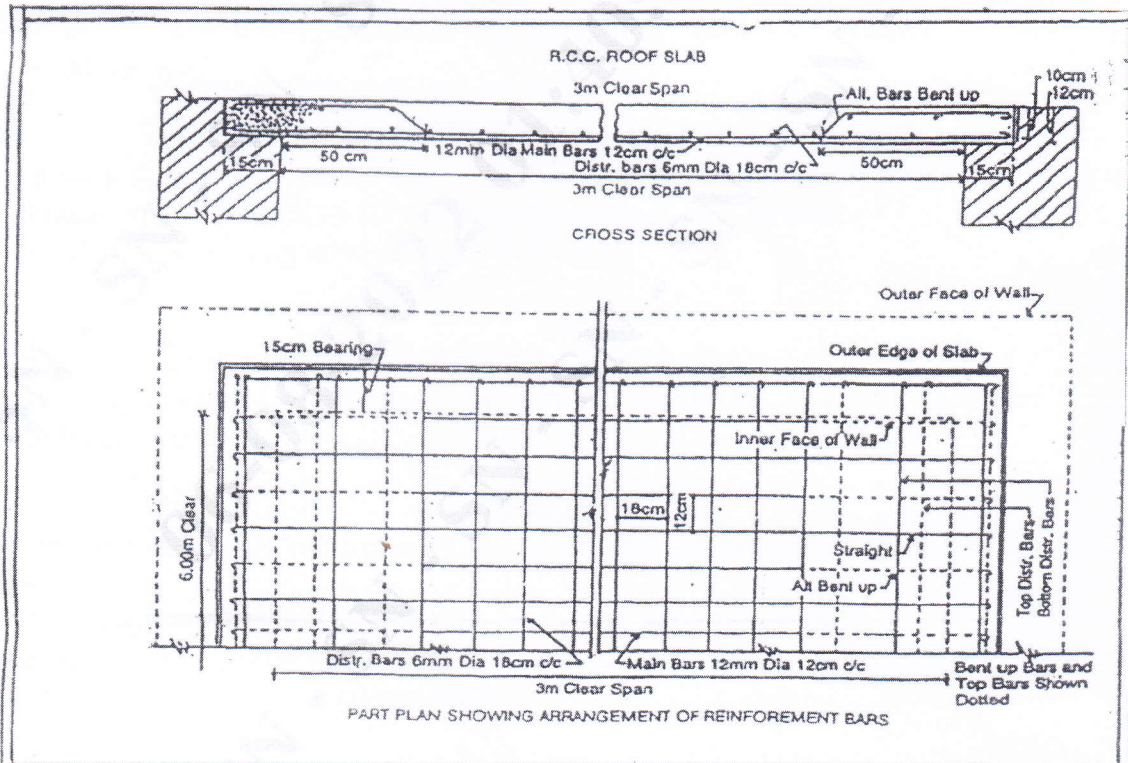 R.C.C. ROOF SLAB
3m Clear Span
Alt. Bars Bent up
10cm
12cm
15cm
50 cm
12mm Dia Main Bars 12cm c/c
Distr. bars 6mm Dia 18cm c/c
50cm
15cm
3m Clear Span
CROSS SECTION
Outer Face of Wall
15cm Bearing
Outer Edge of Slab
Inner Face of Wall
6.00m Clear
18cm
12cm
Straight
Alt Bent up
Top Distr. Bars
Bottom Distr. Bars
Distr. Bars 6mm Dia 18cm c/c
Main Bars 12mm Dia 12cm c/c
3m Clear Span
Bent up Bars and
Top Bars Shown
Dotted
PART PLAN SHOWING ARRANGEMENT OF REINFOREMENT BARS